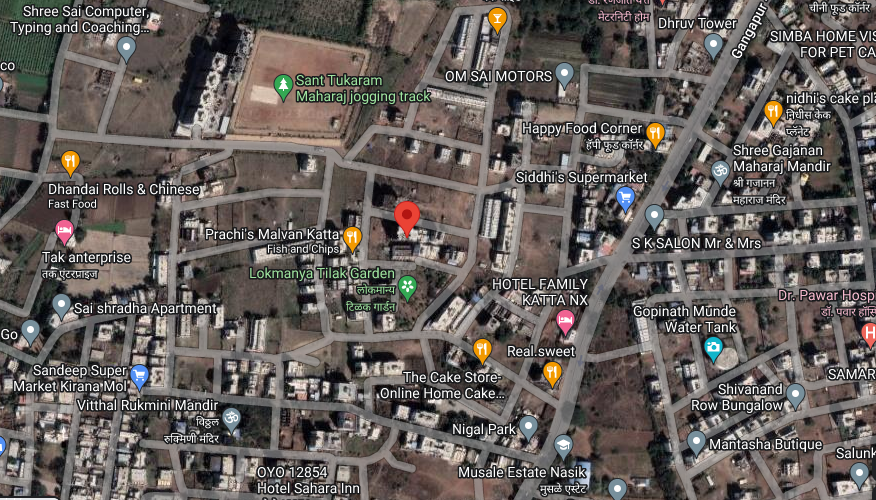 Shree Sai Computer,
Typing and Coaching...
मेटरनिटी होम
Dhruv Tower
Gangapur
चीनी फूड कॉर्नर
SIMBA HOME VIS
FOR PET CA
co
Sant Tukaram
Maharaj jogging track
OM SAI MOTORS
nidhi's cake pla
निधीस केक
प्लॅनेट
Happy Food Corner
हॅपी फूड कॉर्नर
Shree Gajanan
Maharaj Mandir
श्री गजानन
महाराज मंदिर
Siddhi's Supermarket
Dhandai Rolls & Chinese
Fast Food
Prachi's Malvan Katta
Fish and Chips
S K SALON Mr & Mrs
Tak anterprise
तक एंटरप्राइज
Lokmanya Tilak Garden
लोकमान्य
टिळक गार्डन
HOTEL FAMILY
KATTA NX
Dr. Pawar Hosp
डॉ. पवार हॉस्पि
Sai shradha Apartment
Gopinath Munde
Water Tank
Go
Real.sweet
Sandeep Super
Market Kirana Mol
The Cake Store-
Online Home Cake...
SAMAR
Shivanand
Row Bungalow
Vitthal Rukmini Mandir
विठ्ठल
रुक्मिणी मंदिर
Nigal Park
Mantasha Butique
Salunk
OYO 12854
Hotel Sahara Inn
Musale Estate Nasik
मुसळे एस्टेट